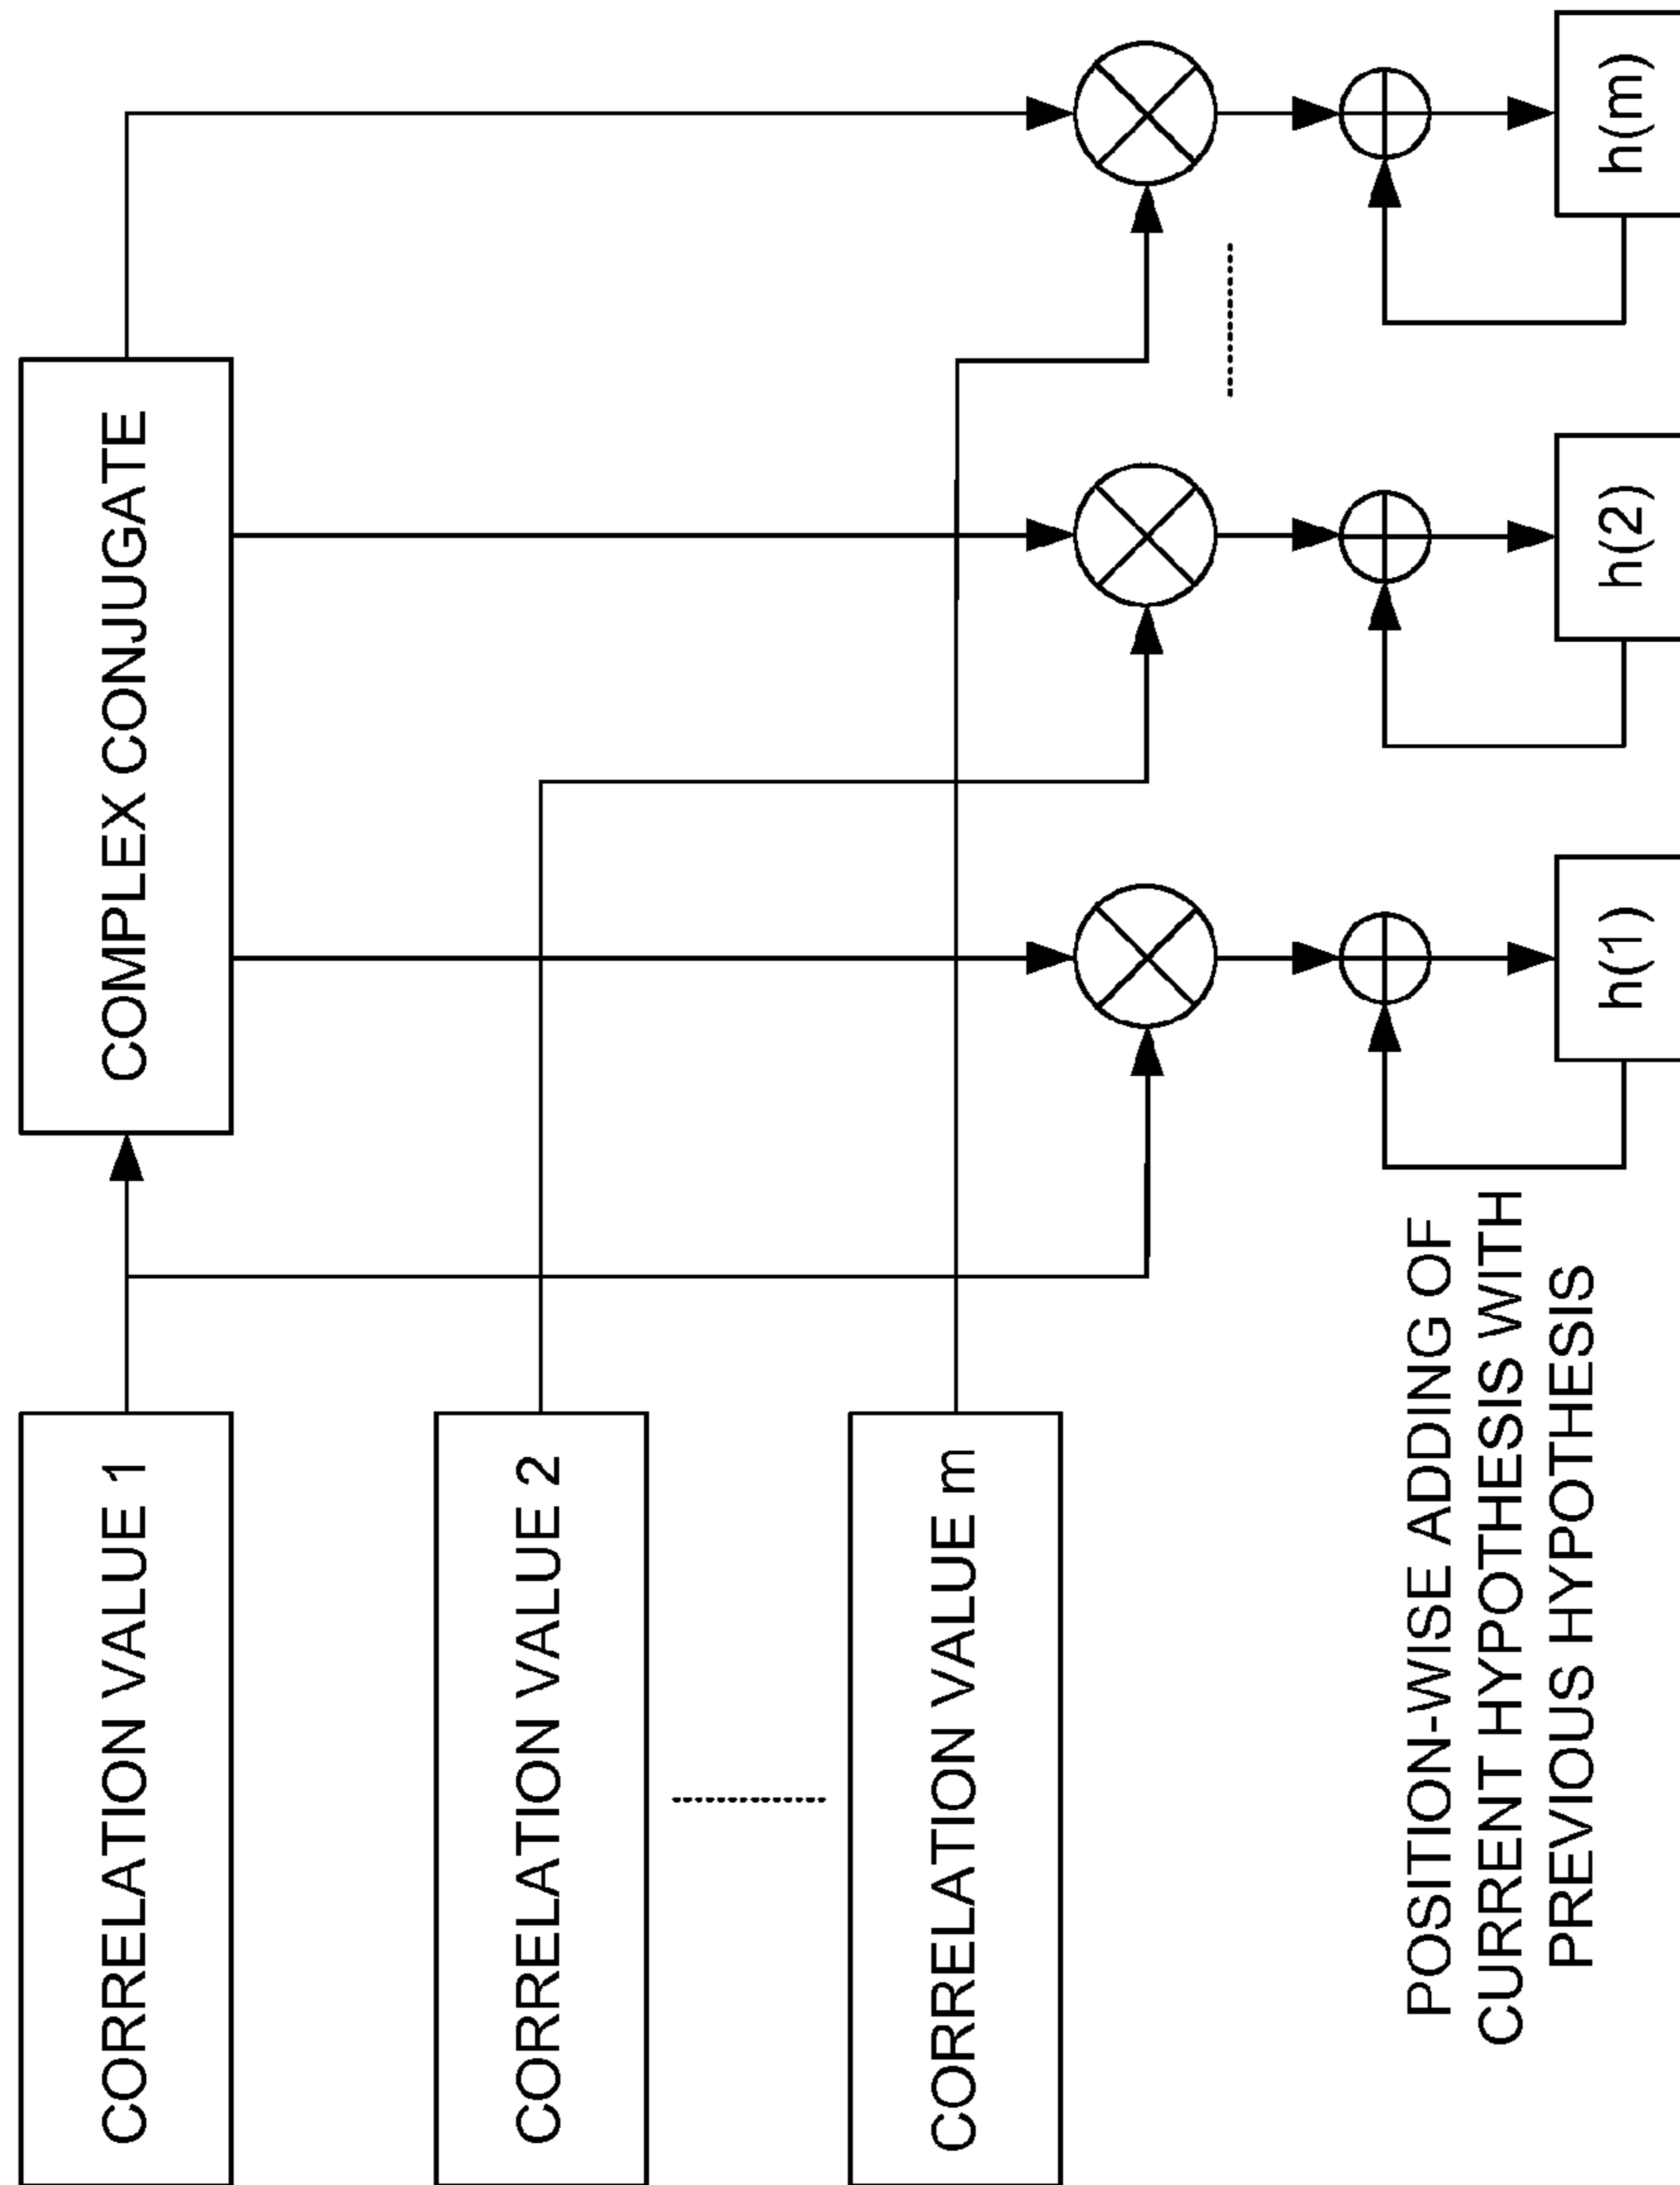 CORRELATION VALUE 1
COMPLEX CONJUGATE
CORRELATION VALUE 2
CORRELATION VALUE m
POSITION-WISE ADDING OF
CURRENT HYPOTHESIS WITH
PREVIOUS HYPOTHESIS
h(1)
h(2)
h(m)